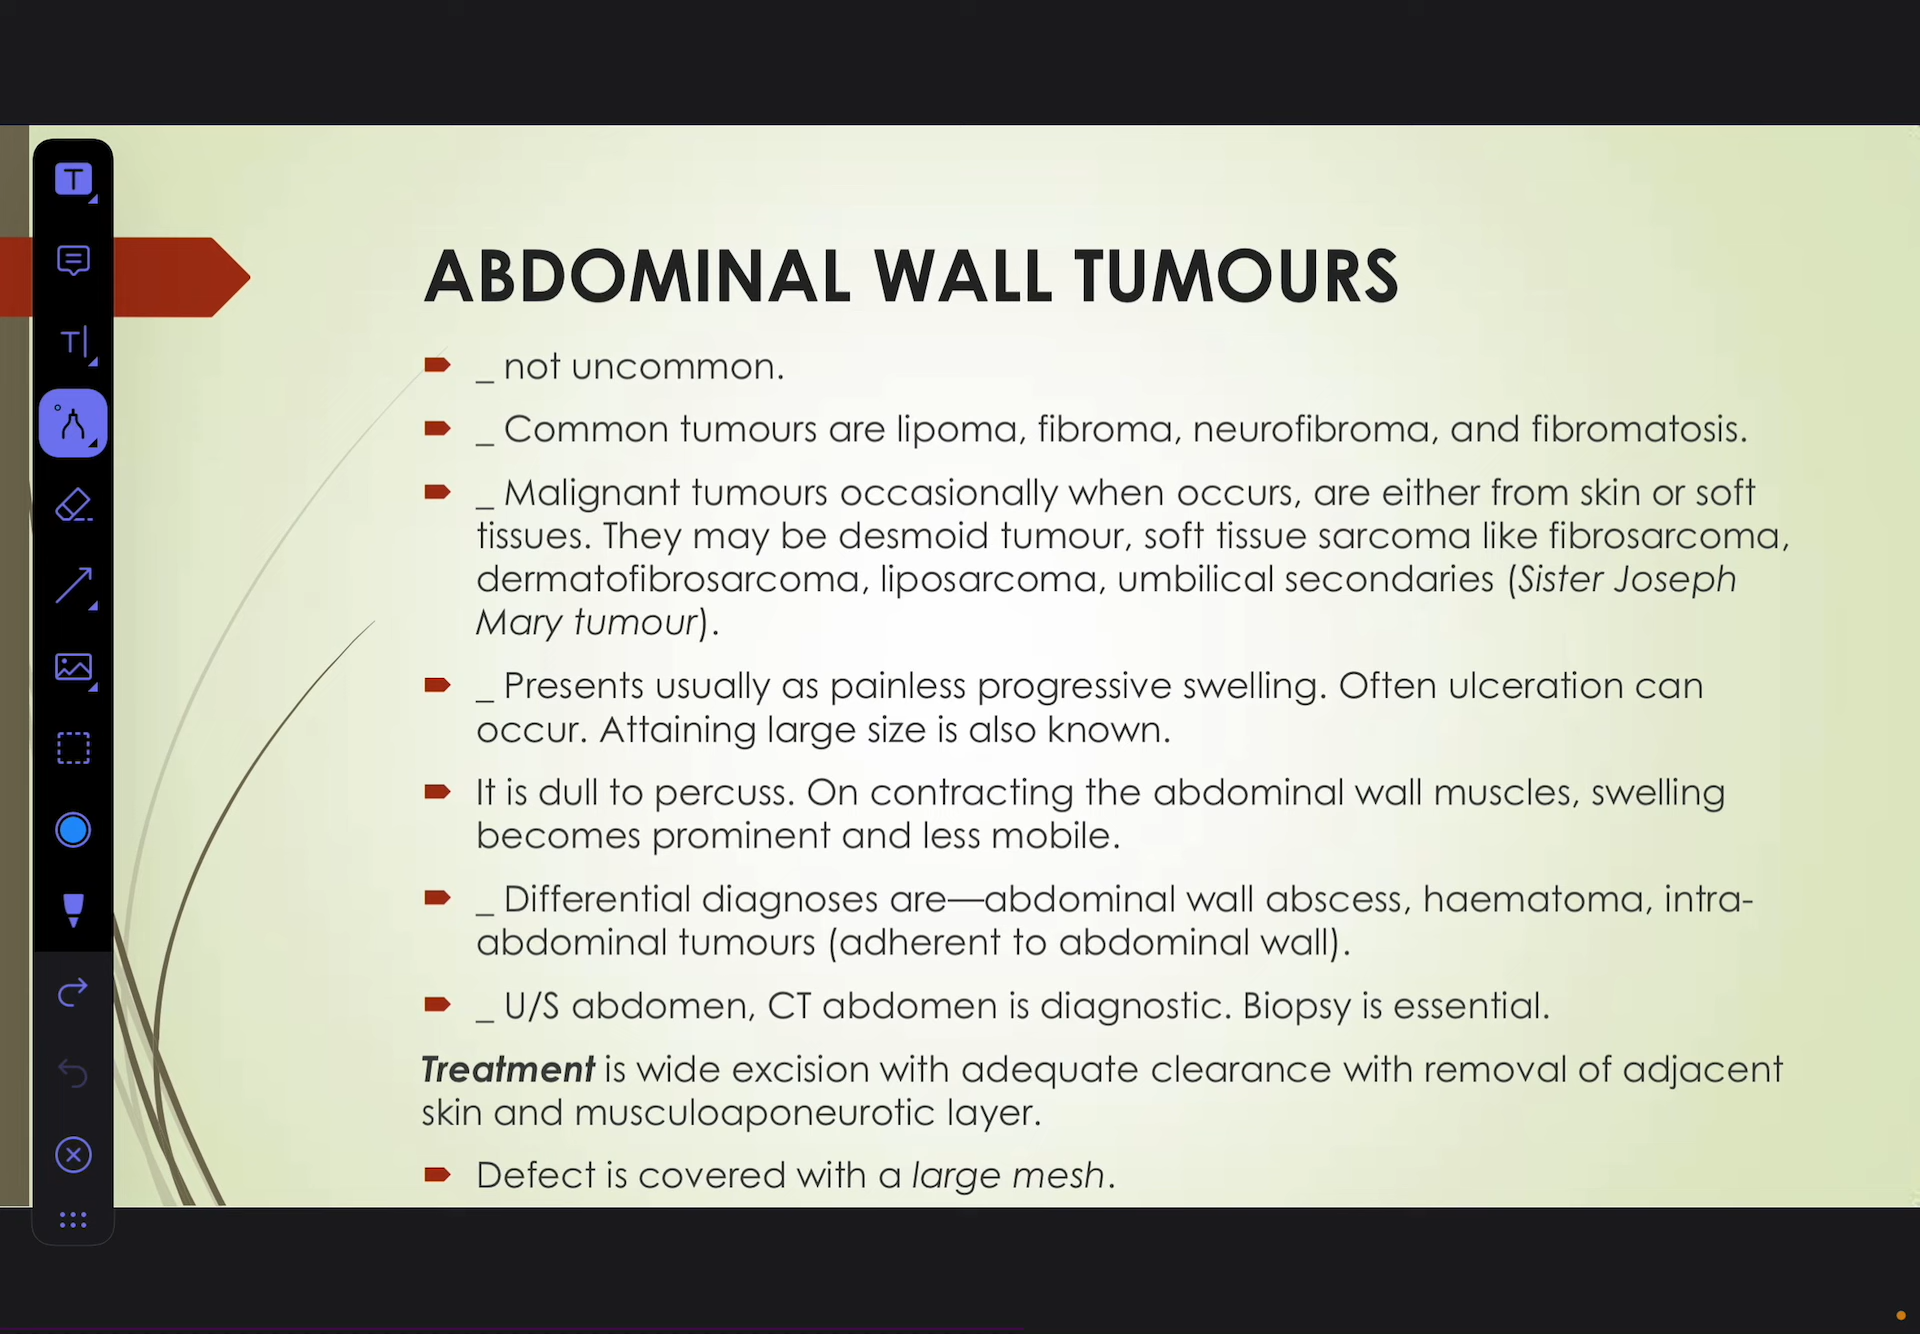 ABDOMINAL WALL TUMOURS
_ not uncommon.
_ Common tumours are lipoma, fibroma, neurofibroma, and fibromatosis.
_ Malignant tumours occasionally when occurs, are either from skin or soft
tissues. They may be desmoid tumour, soft tissue sarcoma like fibrosarcoma,
dermatofibrosarcoma, liposarcoma, umbilical secondaries (Sister Joseph
Mary tumour).
_ Presents usually as painless progressive swelling. Often ulceration can
occur. Attaining large size is also known.
It is dull to percuss. On contracting the abdominal wall muscles, swelling
becomes prominent and less mobile.
_ Differential diagnoses are—abdominal wall abscess, haematoma, intra-
abdominal tumours (adherent to abdominal wall).
_ U/S abdomen, CT abdomen is diagnostic. Biopsy is essential.
Treatment is wide excision with adequate clearance with removal of adjacent
skin and musculoaponeurotic layer.
Defect is covered with a large mesh.